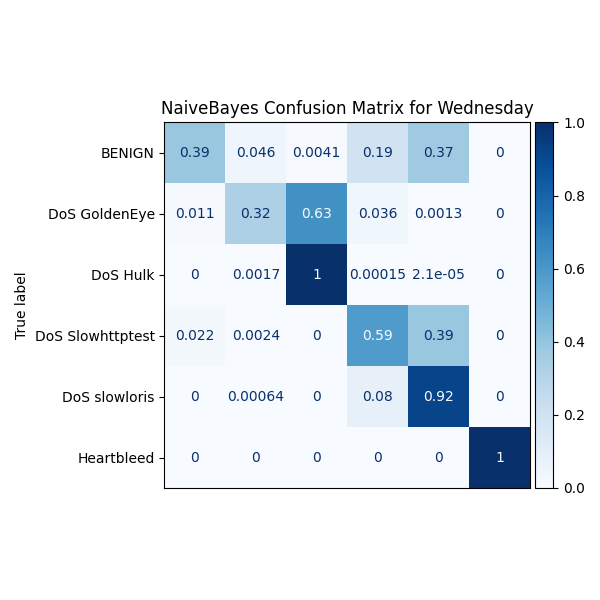 NaiveBayes Confusion Matrix for Wednesday
1.0
BENIGN 0.39 0.046 0.0041 0.19 0.37 0
0.8
DoS GoldenEye 0.011 0.32 0.63 0.036 0.0013 0
DoS Hulk 0 0.0017 1 0.00015 2.1e-05 0
0.6
True label
DoS Slowhttptest 0.022 0.0024 0 0.59 0.39 0
0.4
DoS slowloris 0 0.00064 0 0.08 0.92 0
0.2
Heartbleed 0 0 0 0 0 1
0.0